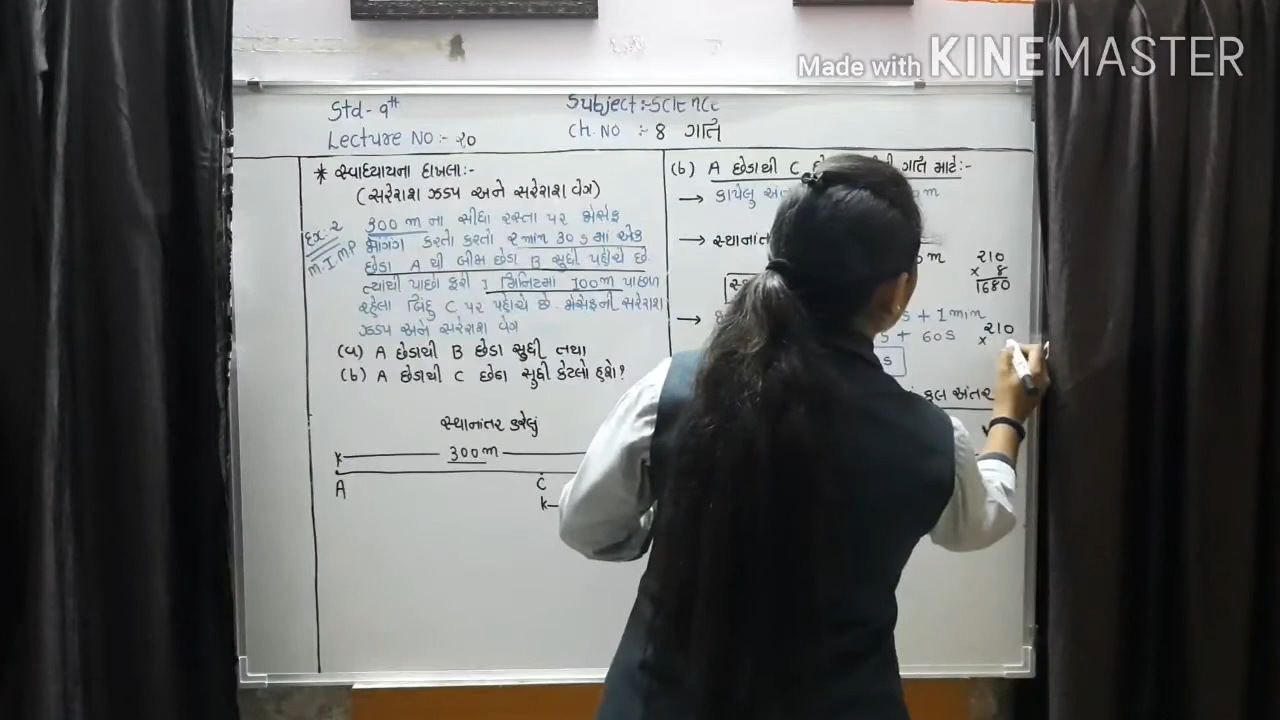 Made with KINEMASTER
Std - 9th
Subject :- Science
Lecture No :- ૨૦
Ch. No :- 8 ગતિ
* સ્વાધ્યાયના દાખલા:-
(સરેરાશ ઝડપ અને સરેરાશ વેગ)
Ex: 2
M. IMP
300 m ના સીધા રસ્તા પર જોસેફ
જોગિંગ કરતો કરતો 2 min 30 s માં એક
છેડા A થી બીજા છેડા B સુધી પહોંચે છે
ત્યાંથી પાછા ફરી 1 મિનિટમાં 100 m પાછળ
રહેલા બિંદુ C પર પહોંચે છે. જોસેફની સરેરાશ
ઝડપ અને સરેરાશ વેગ
(a) A છેડાથી B છેડા સુધી તથા
(b) A છેડાથી C છેડા સુધી કેટલો હશે?
સ્થાનાંતર કરેલું
300 m
A
C
(b) A છેડાથી C ગતિ માટે:-
→ કાપેલુ m
→ m
210
× 8
1680
→ s + 1 min
s + 60 s
210
×
s
કુલ અંતર